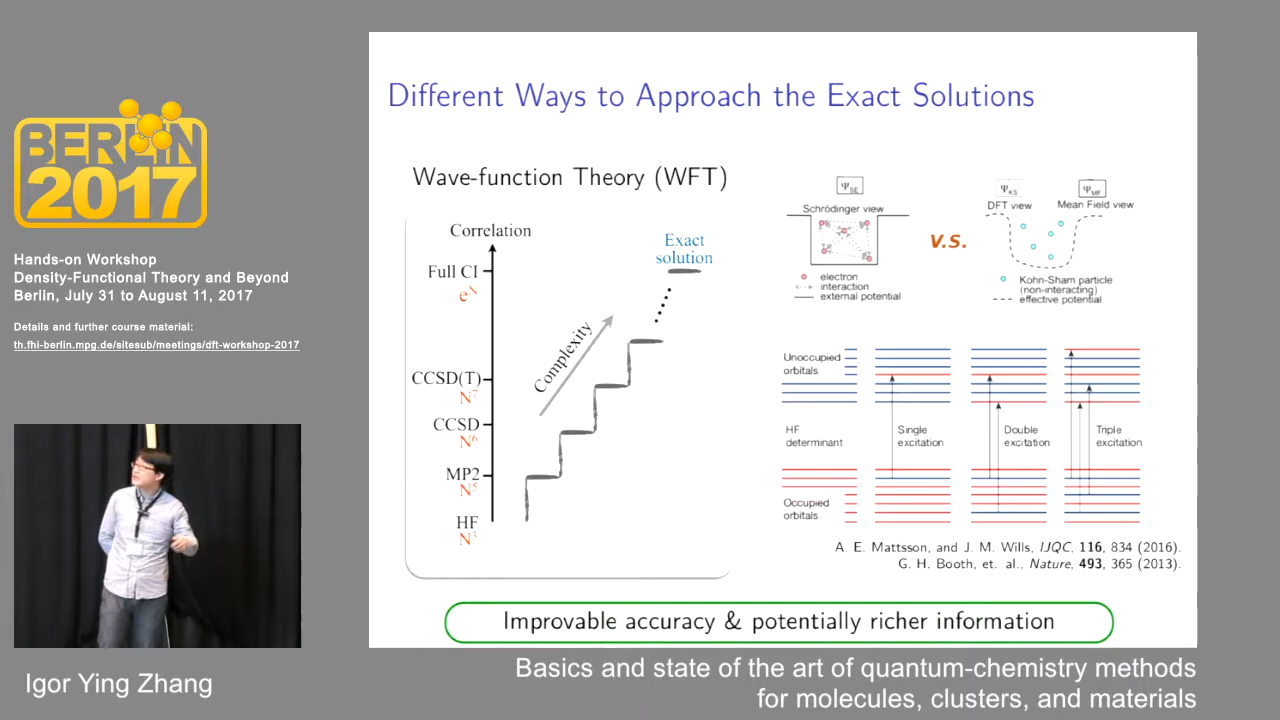 BERLIN
2017
Hands-on Workshop
Density-Functional Theory and Beyond
Berlin, July 31 to August 11, 2017
Details and further course material:
th.fhi-berlin.mpg.de/sitesub/meetings/dft-workshop-2017
Igor Ying Zhang
Different Ways to Approach the Exact Solutions
Wave-function Theory (WFT)
Correlation
Full CI
e^N
CCSD(T)
N^7
CCSD
N^6
MP2
N^5
HF
N^3
Complexity
Exact
solution
Ψ_SE
Schrödinger view
electron
interaction
external potential
V.S.
Ψ_KS
DFT view
Ψ_MF
Mean Field view
Kohn-Sham particle
(non-interacting)
effective potential
Unoccupied
orbitals
HF
determinant
Occupied
orbitals
Single
excitation
Double
excitation
Triple
excitation
A. E. Mattsson, and J. M. Wills, IJQC, 116, 834 (2016).
G. H. Booth, et. al., Nature, 493, 365 (2013).
Improvable accuracy & potentially richer information
Basics and state of the art of quantum-chemistry methods
for molecules, clusters, and materials